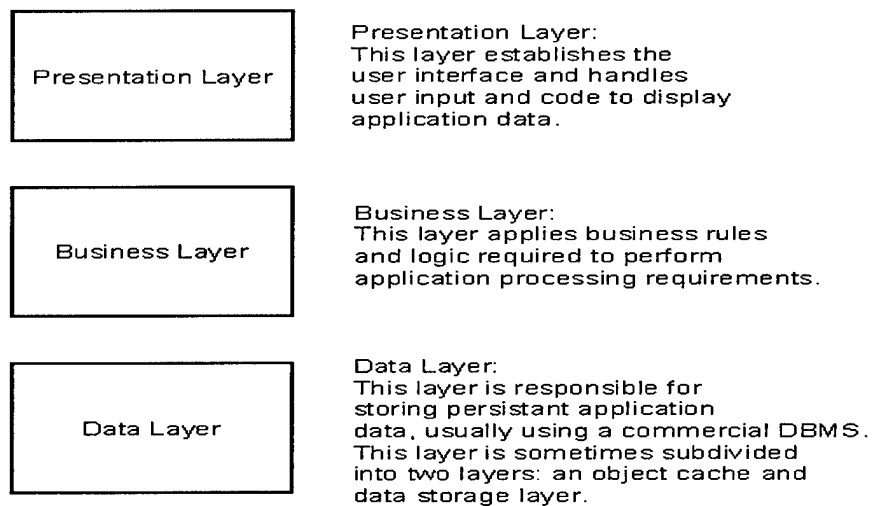 Presentation Layer
Presentation Layer:
This layer establishes the
user interface and handles
user input and code to display
application data.
Business Layer
Business Layer:
This layer applies business rules
and logic required to perform
application processing requirements.
Data Layer
Data Layer:
This layer is responsible for
storing persistant application
data, usually using a commercial DBMS.
This layer is sometimes subdivided
into two layers: an object cache and
data storage layer.